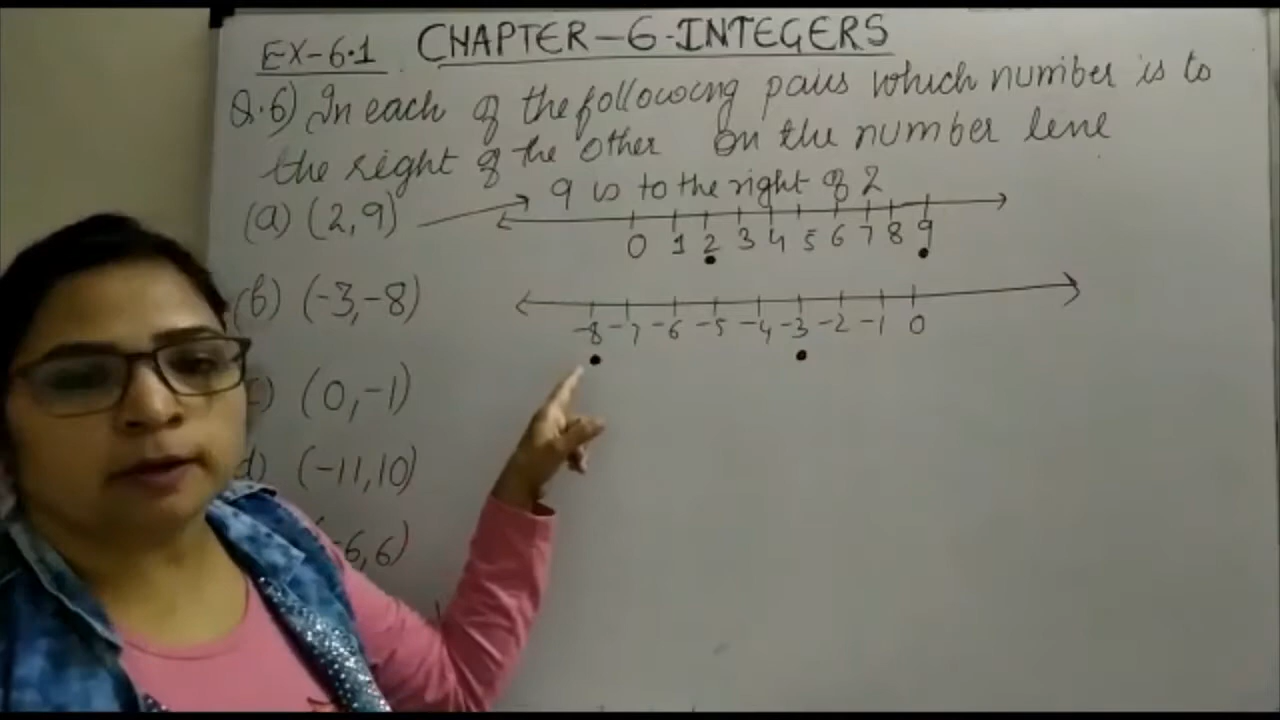 EX-6.1 CHAPTER-6-INTEGERS
Q.6) In each of the following pairs which number is to
the right of the other on the number line
9 is to the right of 2
(a) (2,9)
0 1 2 3 4 5 6 7 8 9
(b) (-3,-8)
-8 -7 -6 -5 -4 -3 -2 -1 0
) (0,-1)
d) (-11,10)
-6,6)